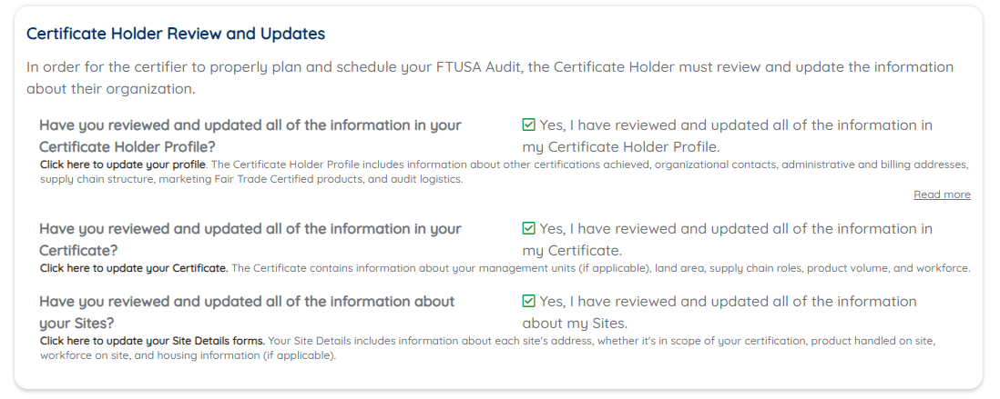 Certificate Holder Review and Updates
In order for the certifier to properly plan and schedule your FTUSA Audit, the Certificate Holder must review and update the information
about their organization.
Have you reviewed and updated all of the information in your
Certificate Holder Profile?
Yes, I have reviewed and updated all of the information in
my Certificate Holder Profile.
Click here to update your profile. The Certificate Holder Profile includes information about other certifications achieved, organizational contacts, administrative and billing addresses,
supply chain structure, marketing Fair Trade Certified products, and audit logistics.
Read more
Have you reviewed and updated all of the information in your
Certificate?
Yes, I have reviewed and updated all of the information in
my Certificate.
Click here to update your Certificate. The Certificate contains information about your management units (if applicable), land area, supply chain roles, product volume, and workforce.
Have you reviewed and updated all of the information about
your Sites?
Yes, I have reviewed and updated all of the information
about my Sites.
Click here to update your Site Details forms. Your Site Details includes information about each site's address, whether it's in scope of your certification, product handled on site,
workforce on site, and housing information (if applicable).